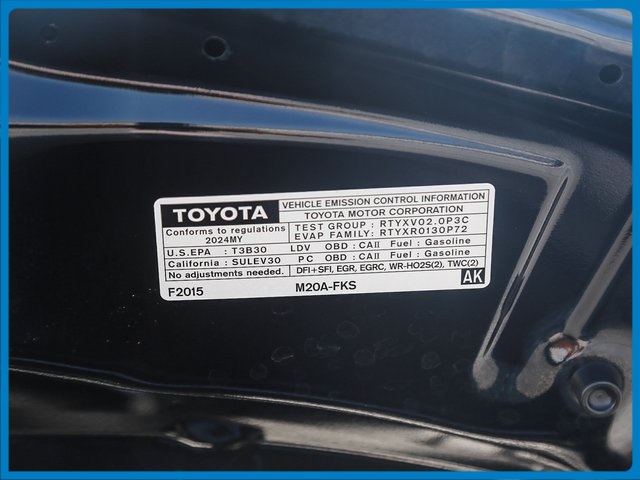 TOYOTA
VEHICLE EMISSION CONTROL INFORMATION
TOYOTA MOTOR CORPORATION
Conforms to regulations
2024MY
TEST GROUP : RTYXV02.0P3C
EVAP FAMILY: RTYXR0130P72
U.S.EPA : T3B30 LDV OBD : CAII Fuel : Gasoline
California : SULEV30 PC OBD : CAII Fuel : Gasoline
No adjustments needed. DFI+SFI, EGR, EGRC, WR-HO2S(2), TWC(2)
F2015 M20A-FKS AK